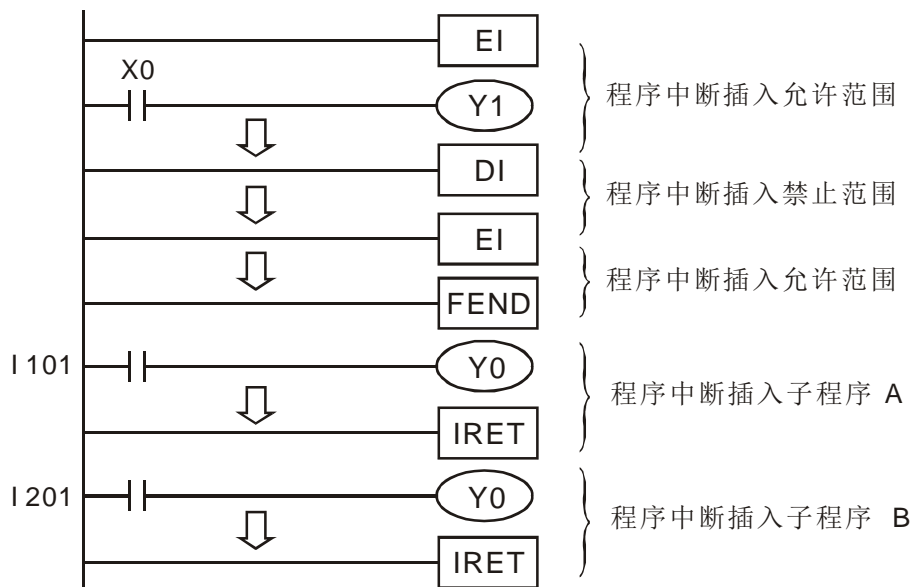 EI
X0
Y1
程序中断插入允许范围
DI
程序中断插入禁止范围
EI
程序中断插入允许范围
FEND
I101
Y0
程序中断插入子程序 A
IRET
I201
Y0
程序中断插入子程序 B
IRET